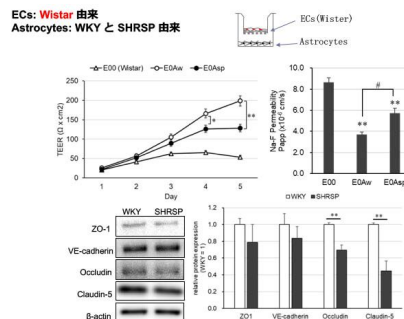 ECs: Wistar 由来
Astrocytes: WKY と SHRSP 由来
ECs(Wister)
Astrocytes
E00 (Wistar)
E0Aw
E0Asp
TEER (Ω x cm2)
250
200
150
100
50
0
*
**
1 2 3 4 5
Day
Na-F Permeability
Papp (x10⁻⁶ cm/s)
10.0
8.0
6.0
4.0
2.0
0.0
#
**
**
E00 E0Aw E0Asp
WKY SHRSP
ZO-1
VE-cadherin
Occludin
Claudin-5
β-actin
WKY SHRSP
relative protein expression
(WKY = 1)
1.2
1.0
0.8
0.6
0.4
0.2
0.0
**
**
ZO1 VE-cadherin Occludin Claudin-5